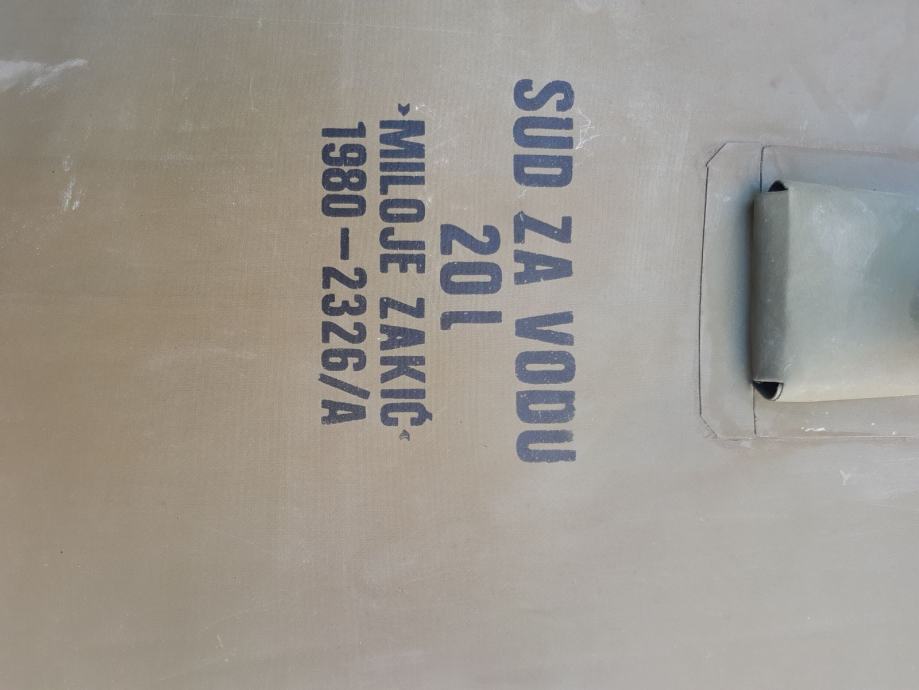 SUD ZA VODU
20 l
»MILOJE ZAKIĆ«
1980 – 2326/A